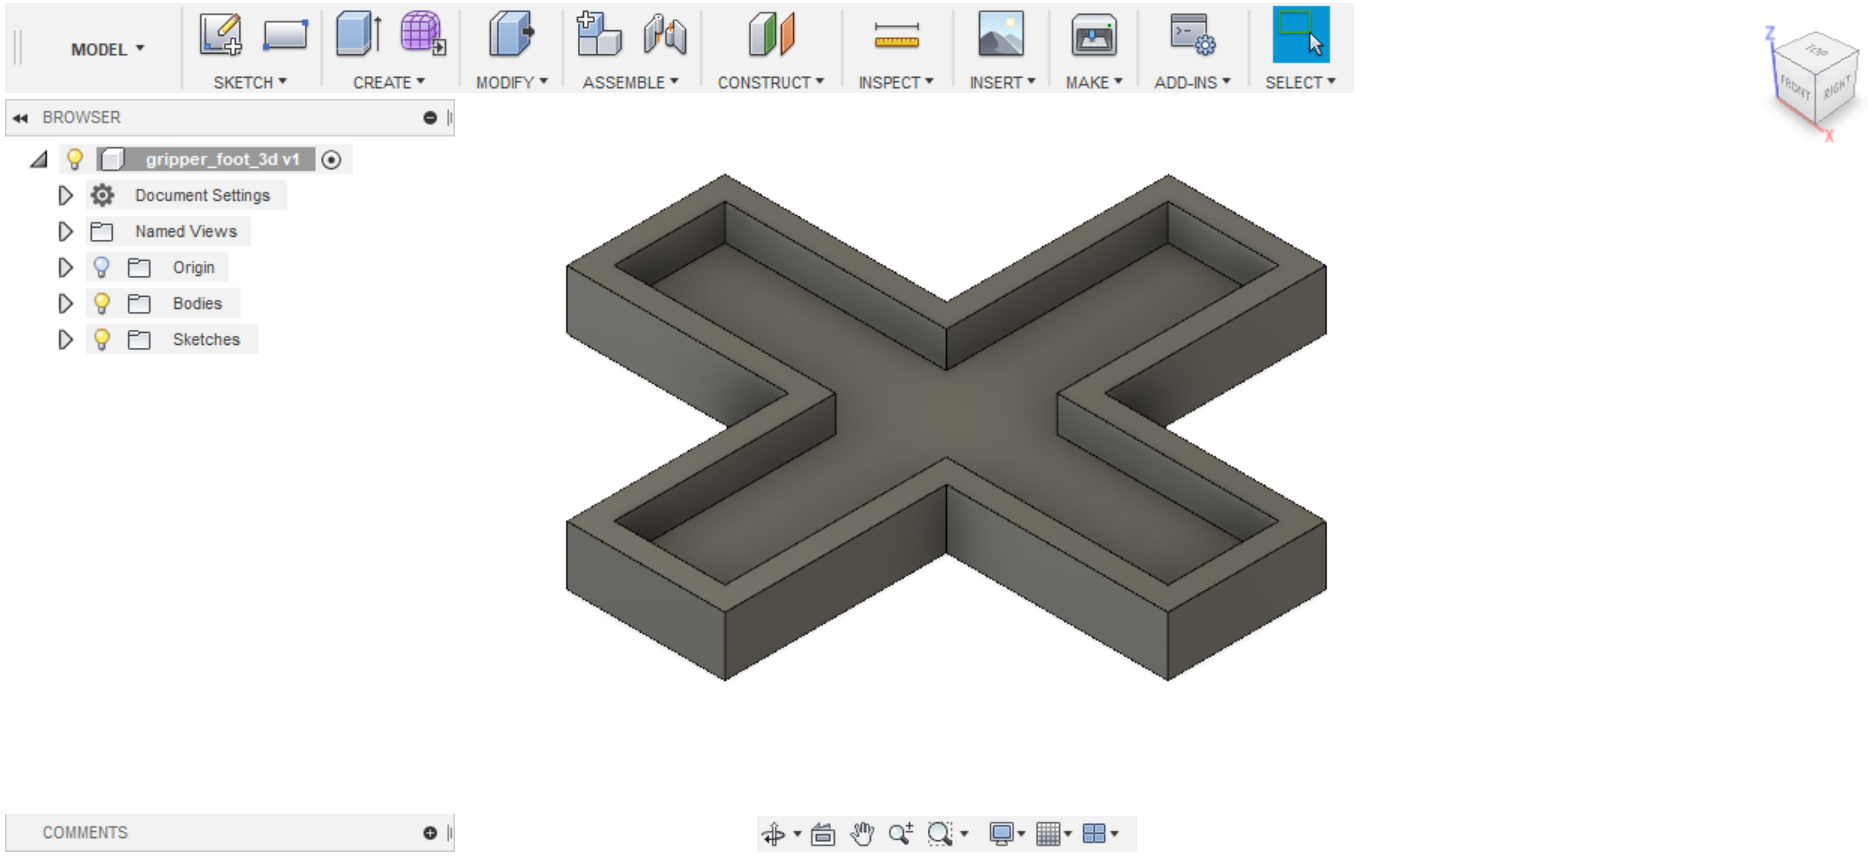 MODEL
SKETCH
CREATE
MODIFY
ASSEMBLE
CONSTRUCT
INSPECT
INSERT
MAKE
ADD-INS
SELECT
Z
TOP
FRONT
RIGHT
X
BROWSER
gripper_foot_3d v1
Document Settings
Named Views
Origin
Bodies
Sketches
COMMENTS